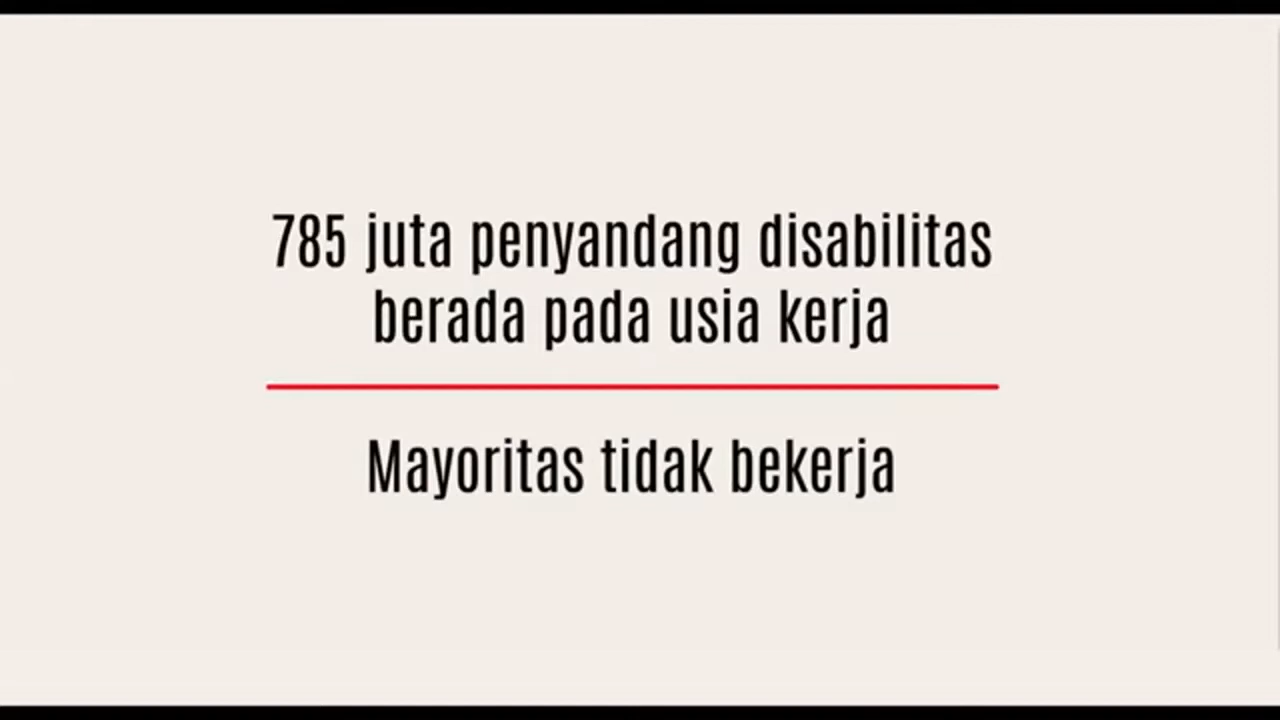 785 juta penyandang disabilitas
berada pada usia kerja
Mayoritas tidak bekerja